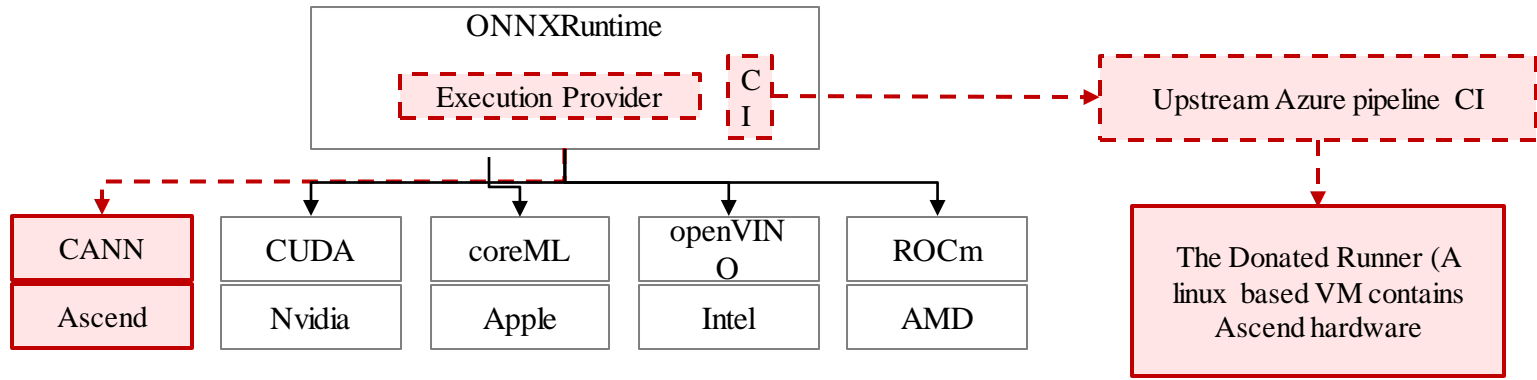 ONNXRuntime
Execution Provider
C
I
Upstream Azure pipeline CI
CANN
CUDA
coreML
openVIN
O
ROCm
Ascend
Nvidia
Apple
Intel
AMD
The Donated Runner (A
linux based VM contains
Ascend hardware